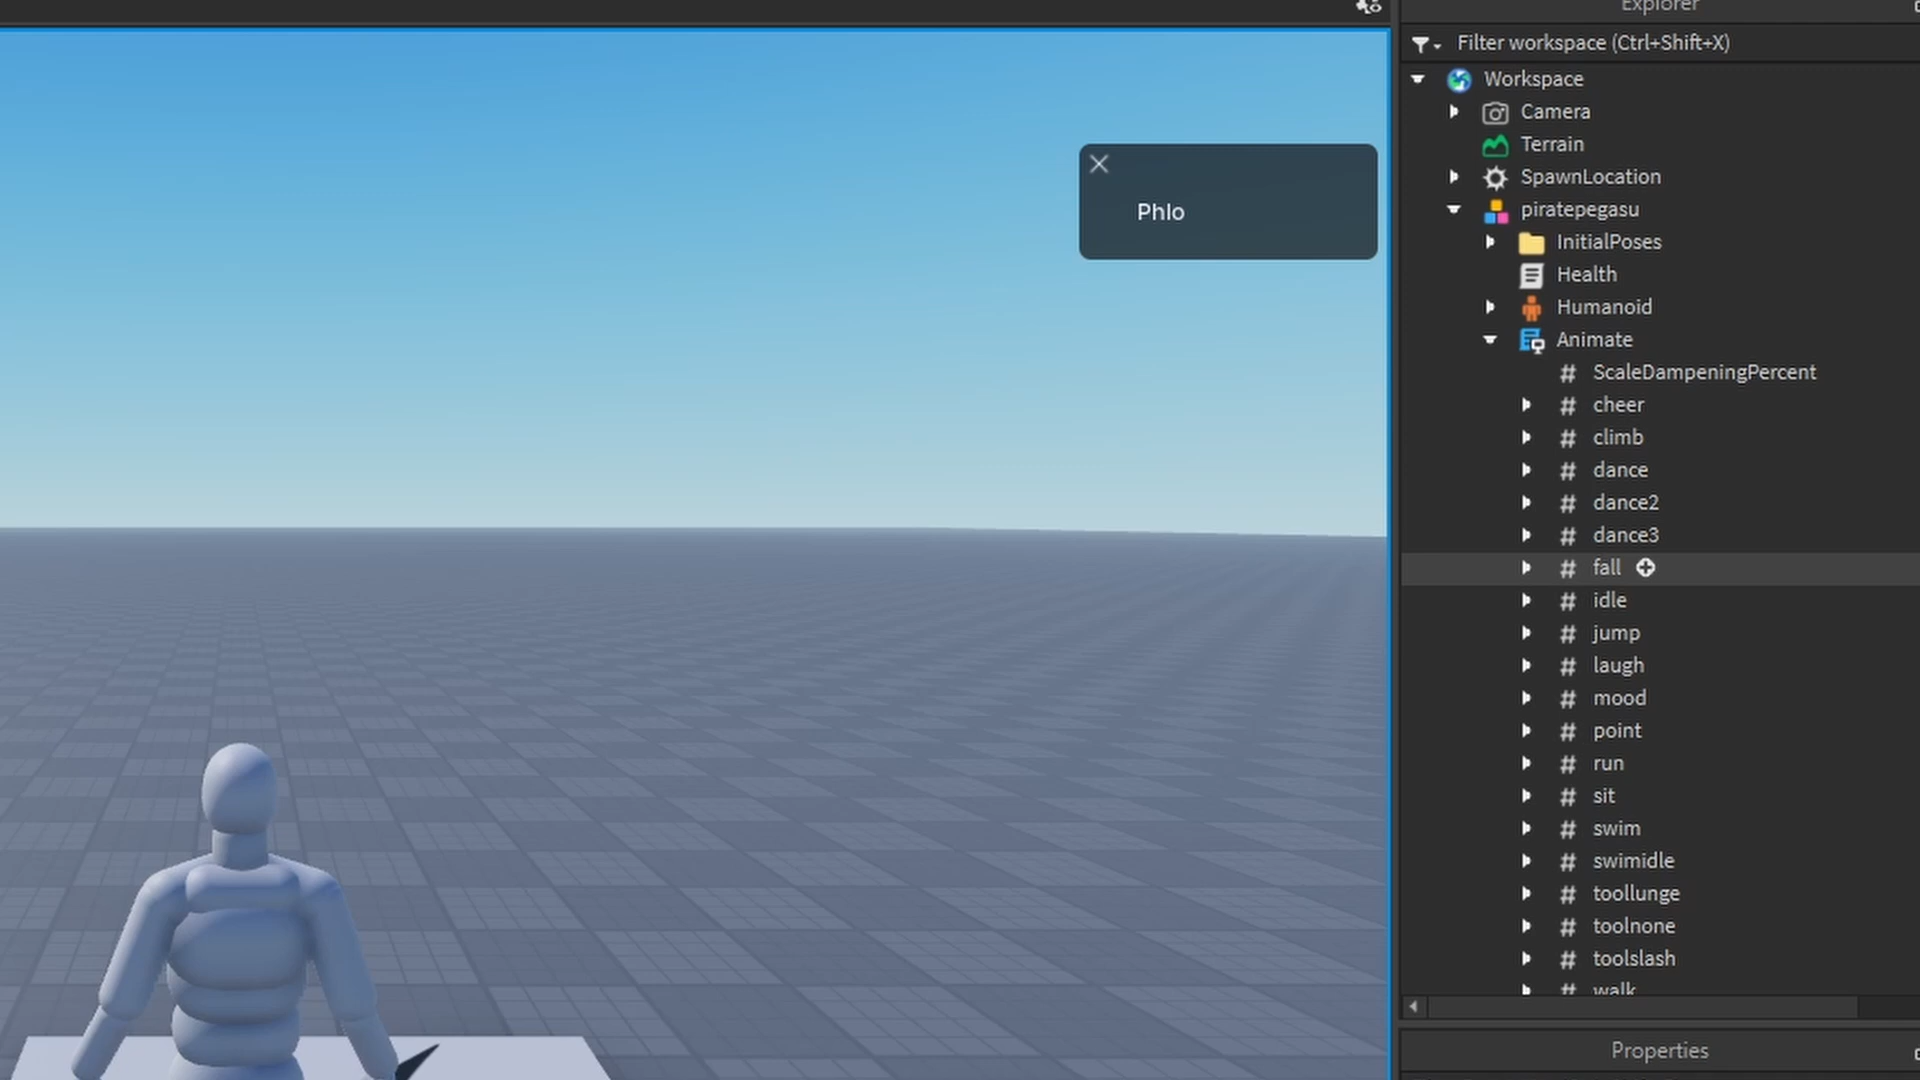 Explorer
Filter workspace (Ctrl+Shift+X)
Workspace
Camera
Terrain
SpawnLocation
piratepegasu
InitialPoses
Health
Humanoid
Animate
# ScaleDampeningPercent
# cheer
# climb
# dance
# dance2
# dance3
# fall
# idle
# jump
# laugh
# mood
# point
# run
# sit
# swim
# swimidle
# toollunge
# toolnone
# toolslash
# walk
Phlo
Properties